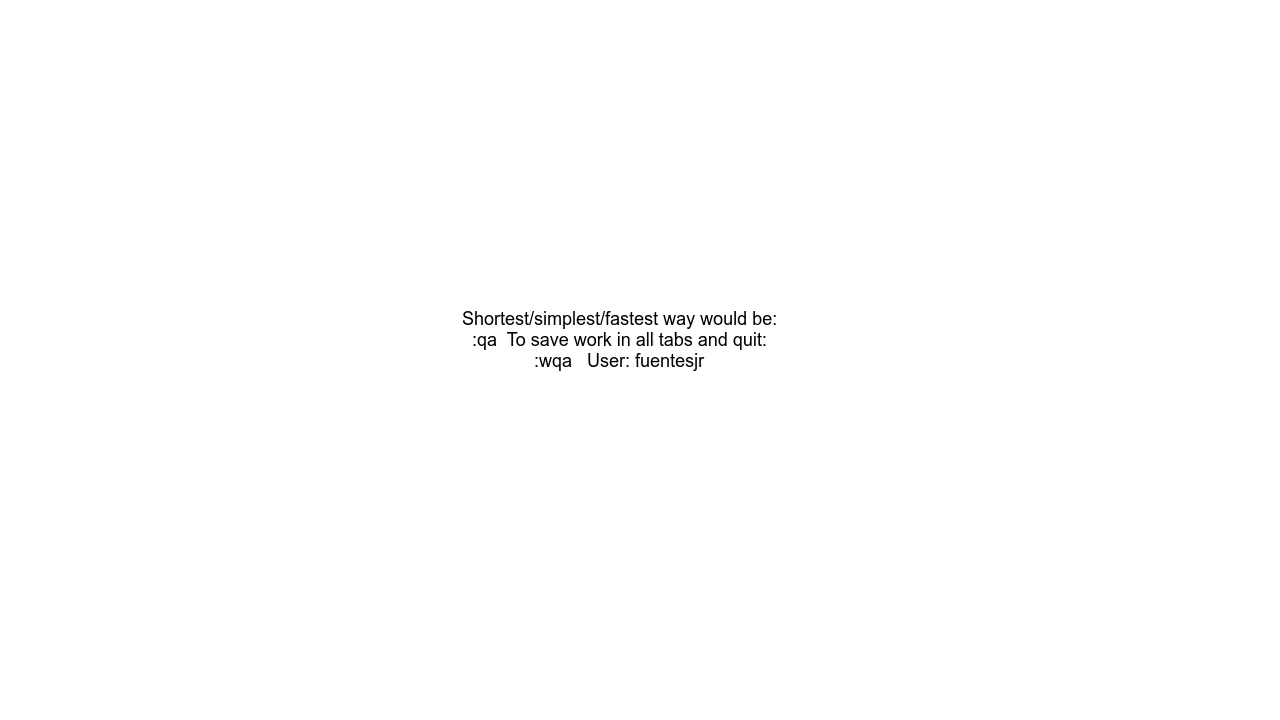 Shortest/simplest/fastest way would be:
:qa  To save work in all tabs and quit:
:wqa   User: fuentesjr